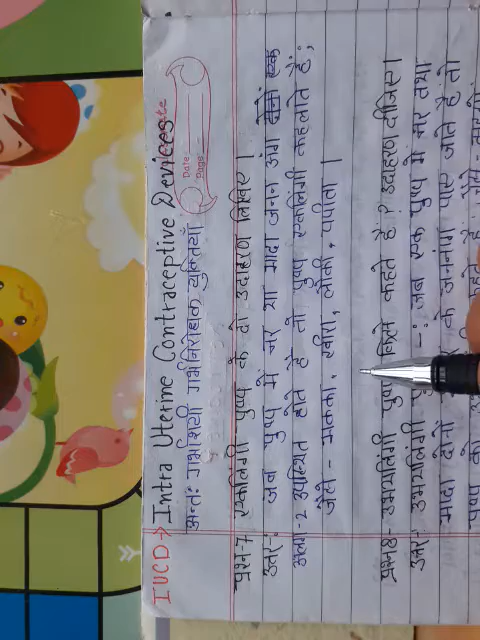 IUCD → Intra Uterine Contraceptive Devices
अन्तः गर्भाशयी गर्भनिरोधक युक्तियाँ
Date:
Page:
प्रश्न-7- एकलिंगी पुष्प के दो उदाहरण लिखिए।
उत्तर-: जब पुष्प में नर या मादा जनन अंग
अलग-2 उपस्थित होते हैं तो पुष्प एकलिंगी कहलाते हैं;
जैसे - मक्का, खीरा, लौकी, पपीता।
प्रश्न 8- उभयलिंगी किसे कहते हैं? उदाहरण दीजिए।
उत्तर-: उभयलिंगी -: जब एक पुष्प में नर तथा
मादा दोनों के जननांग पाए जाते हैं तो
पुष्प को